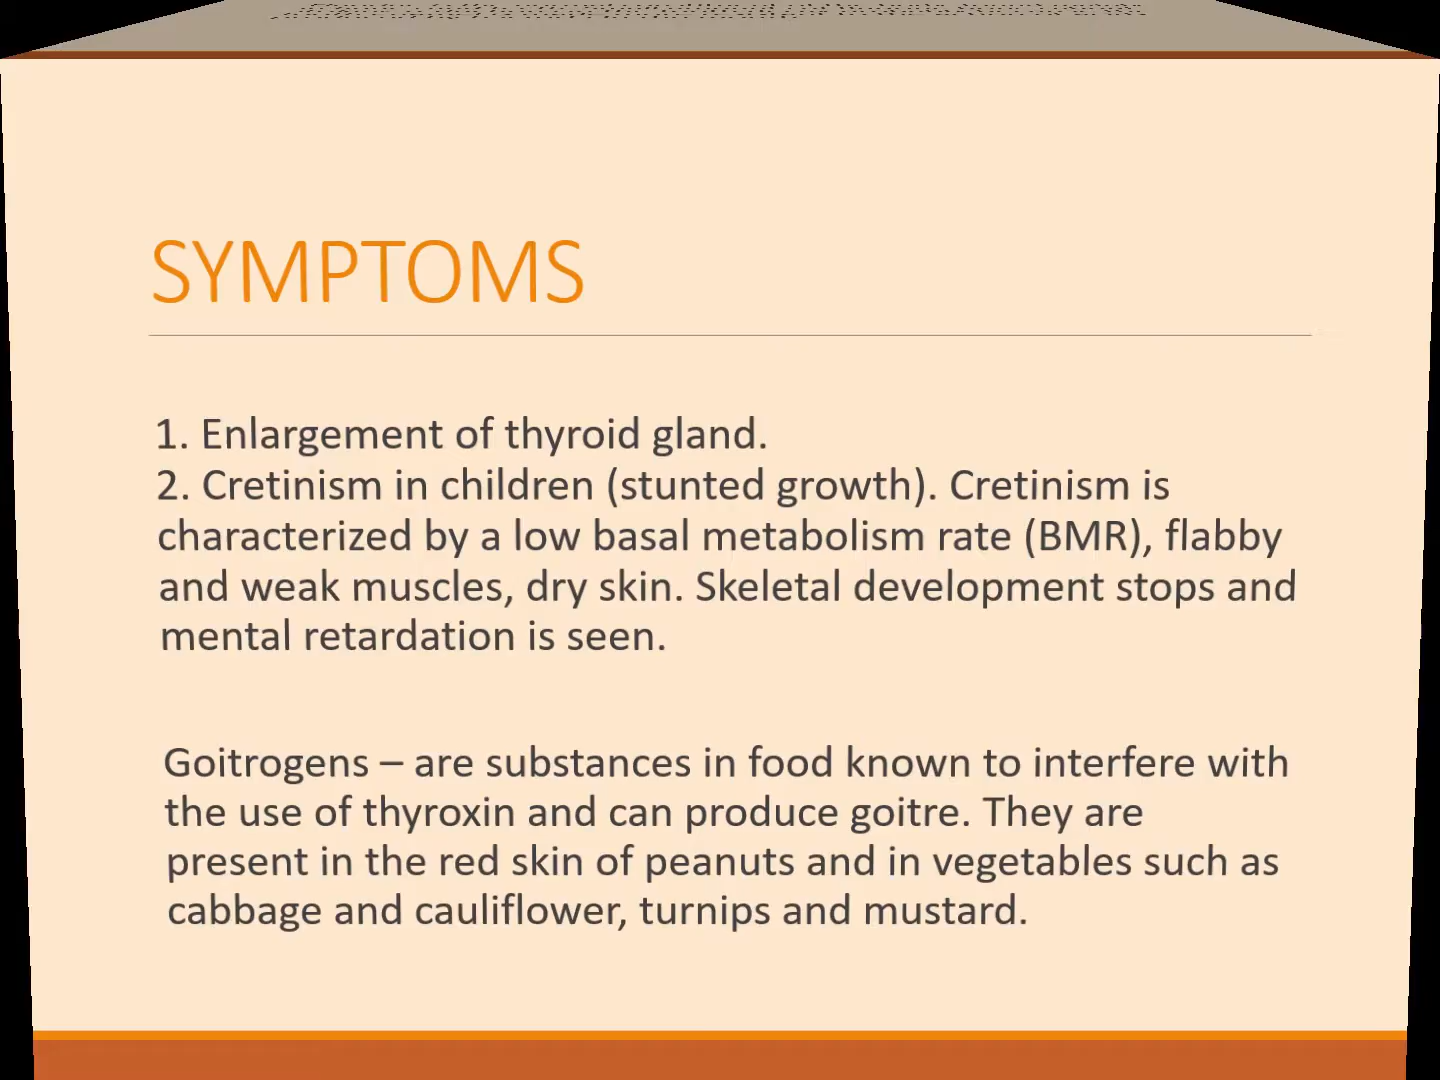 SYMPTOMS
1. Enlargement of thyroid gland.
2. Cretinism in children (stunted growth). Cretinism is
characterized by a low basal metabolism rate (BMR), flabby
and weak muscles, dry skin. Skeletal development stops and
mental retardation is seen.
Goitrogens – are substances in food known to interfere with
the use of thyroxin and can produce goitre. They are
present in the red skin of peanuts and in vegetables such as
cabbage and cauliflower, turnips and mustard.